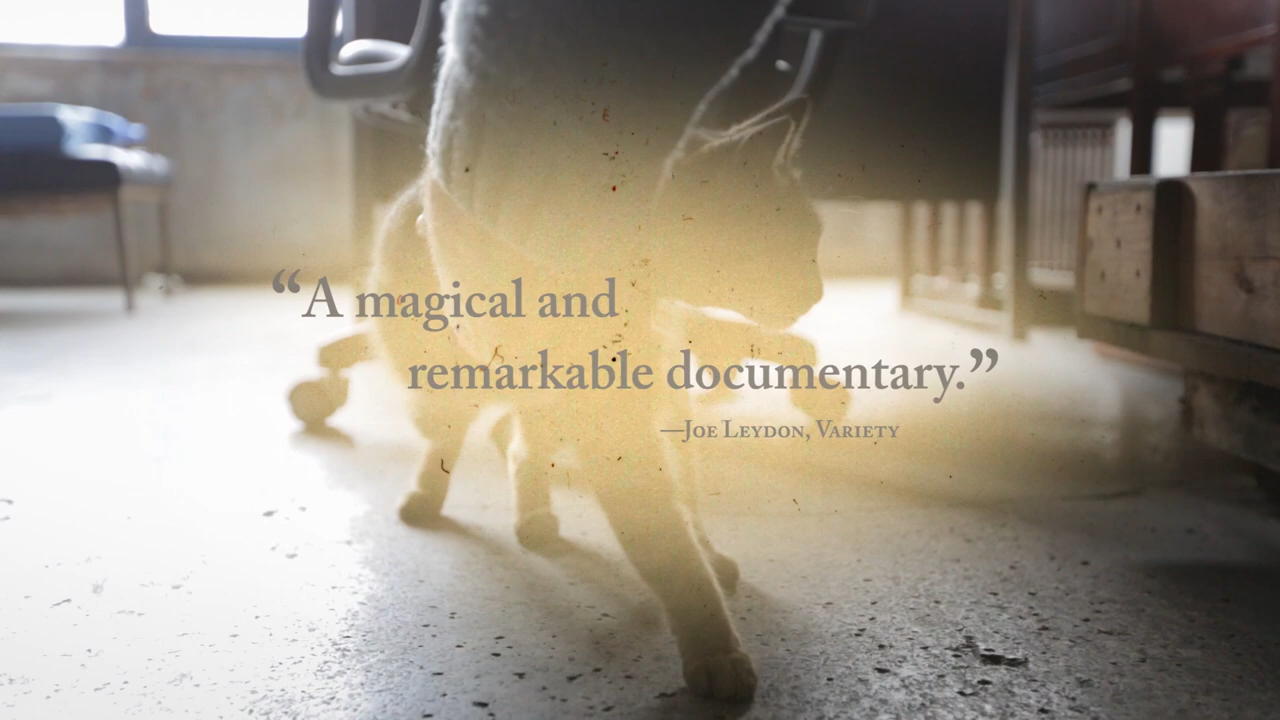 “A magical and
remarkable documentary.”
—Joe Leydon, Variety